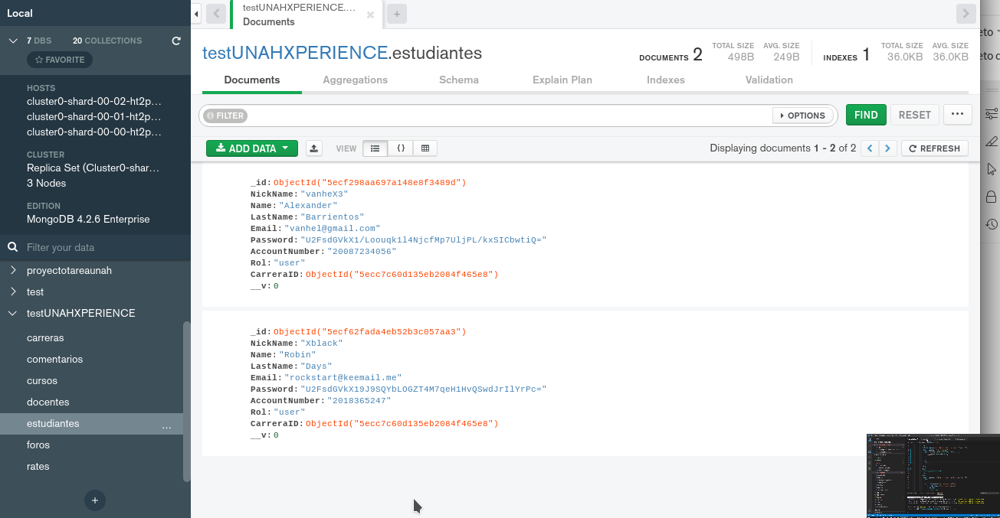 Local
7 DBS 20 COLLECTIONS
FAVORITE
HOSTS
cluster0-shard-00-02-ht2p...
cluster0-shard-00-01-ht2p...
cluster0-shard-00-00-ht2p...
CLUSTER
Replica Set (Cluster0-shar...
3 Nodes
EDITION
MongoDB 4.2.6 Enterprise
Filter your data
proyectotareaunah
test
testUNAHXPERIENCE
carreras
comentarios
cursos
docentes
estudiantes ...
foros
rates
testUNAHXPERIENCE....
Documents
testUNAHXPERIENCE.estudiantes
DOCUMENTS 2 TOTAL SIZE 498B AVG. SIZE 249B INDEXES 1 TOTAL SIZE 36.0KB AVG. SIZE 36.0KB
Documents Aggregations Schema Explain Plan Indexes Validation
FILTER OPTIONS FIND RESET ...
ADD DATA VIEW {} Displaying documents 1 - 2 of 2 REFRESH
_id: ObjectId("5ecf298aa697a148e8f3489d")
NickName: "vanheX3"
Name: "Alexander"
LastName: "Barrientos"
Email: "vanhel@gmail.com"
Password: "U2FsdGVkX1/Loouqk1l4NjcfMp7UljPL/kxSICbwtiQ="
AccountNumber: "20087234056"
Rol: "user"
CarreraID: ObjectId("5ecc7c60d135eb2084f465e8")
__v: 0
_id: ObjectId("5ecf62fada4eb52b3c057aa3")
NickName: "Xblack"
Name: "Robin"
LastName: "Days"
Email: "rockstart@keemail.me"
Password: "U2FsdGVkX19J9SQYbLOGZT4M7qeH1HvQSwdJrIlYrPc="
AccountNumber: "2018365247"
Rol: "user"
CarreraID: ObjectId("5ecc7c60d135eb2084f465e8")
__v: 0